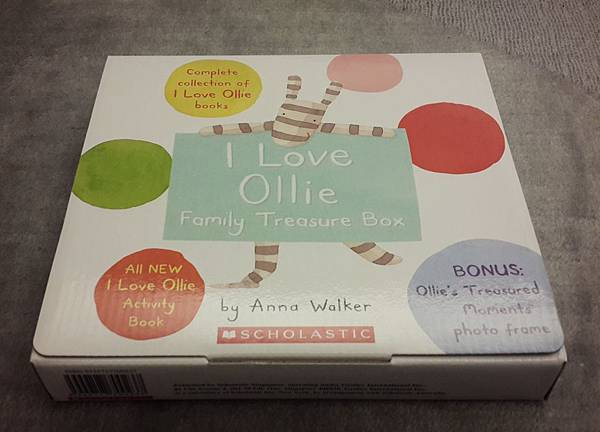 Complete
collection of
I Love Ollie
books
I Love
Ollie
Family Treasure Box
All NEW
I Love Ollie
Activity
Book
by Anna Walker
SCHOLASTIC
BONUS:
Ollie's Treasured
Moments
photo frame